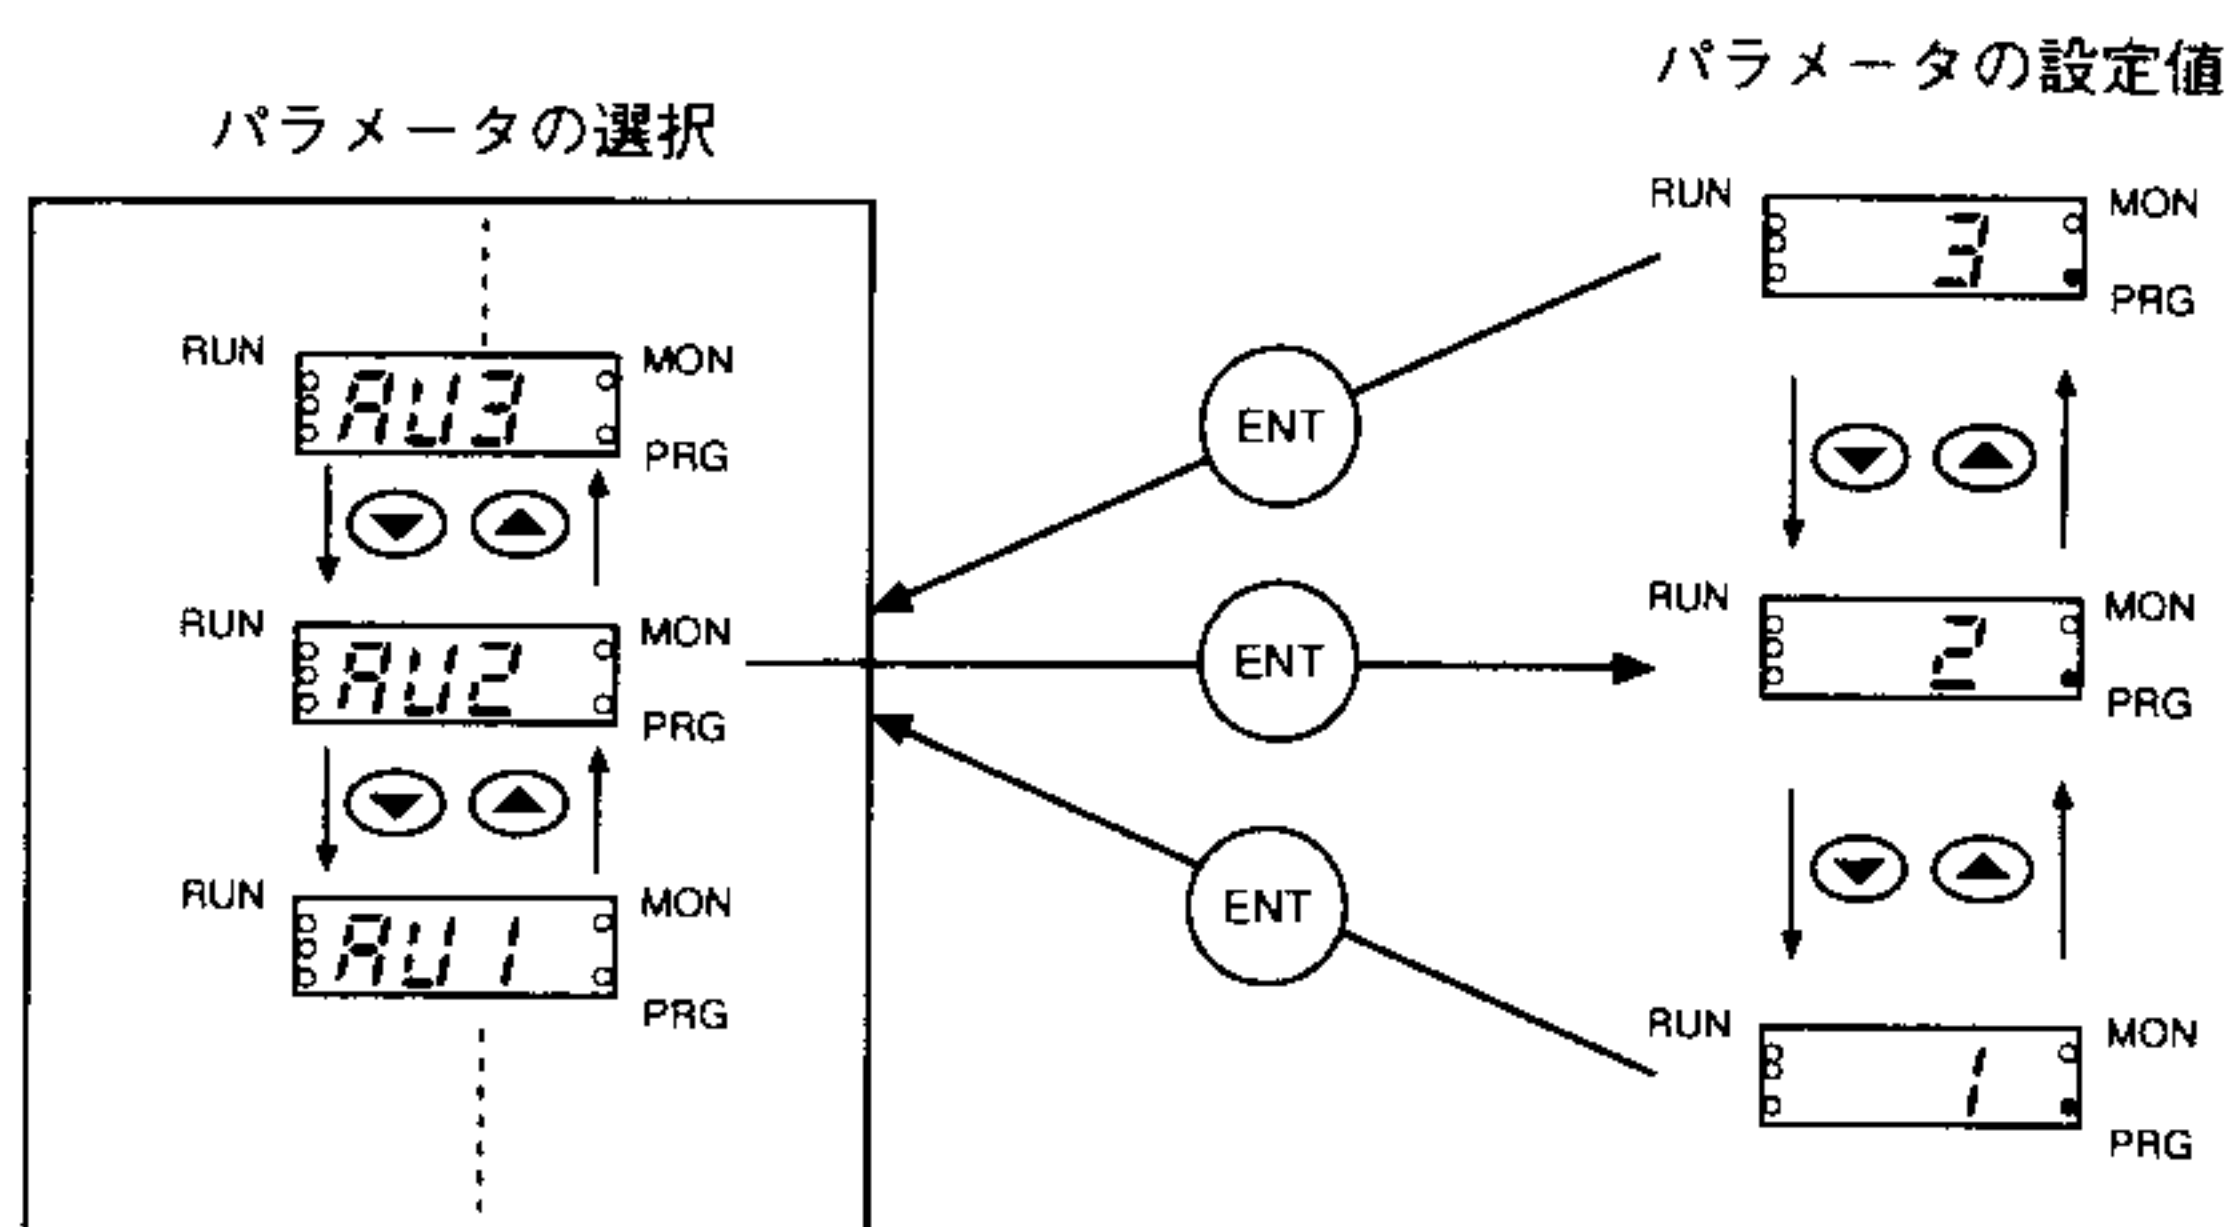 パラメータの設定値
パラメータの選択
RUN
3
MON
PRG
RUN
AU3
MON
PRG
ENT
RUN
2
MON
PRG
RUN
AU2
MON
PRG
ENT
RUN
AU1
MON
PRG
ENT
RUN
1
MON
PRG